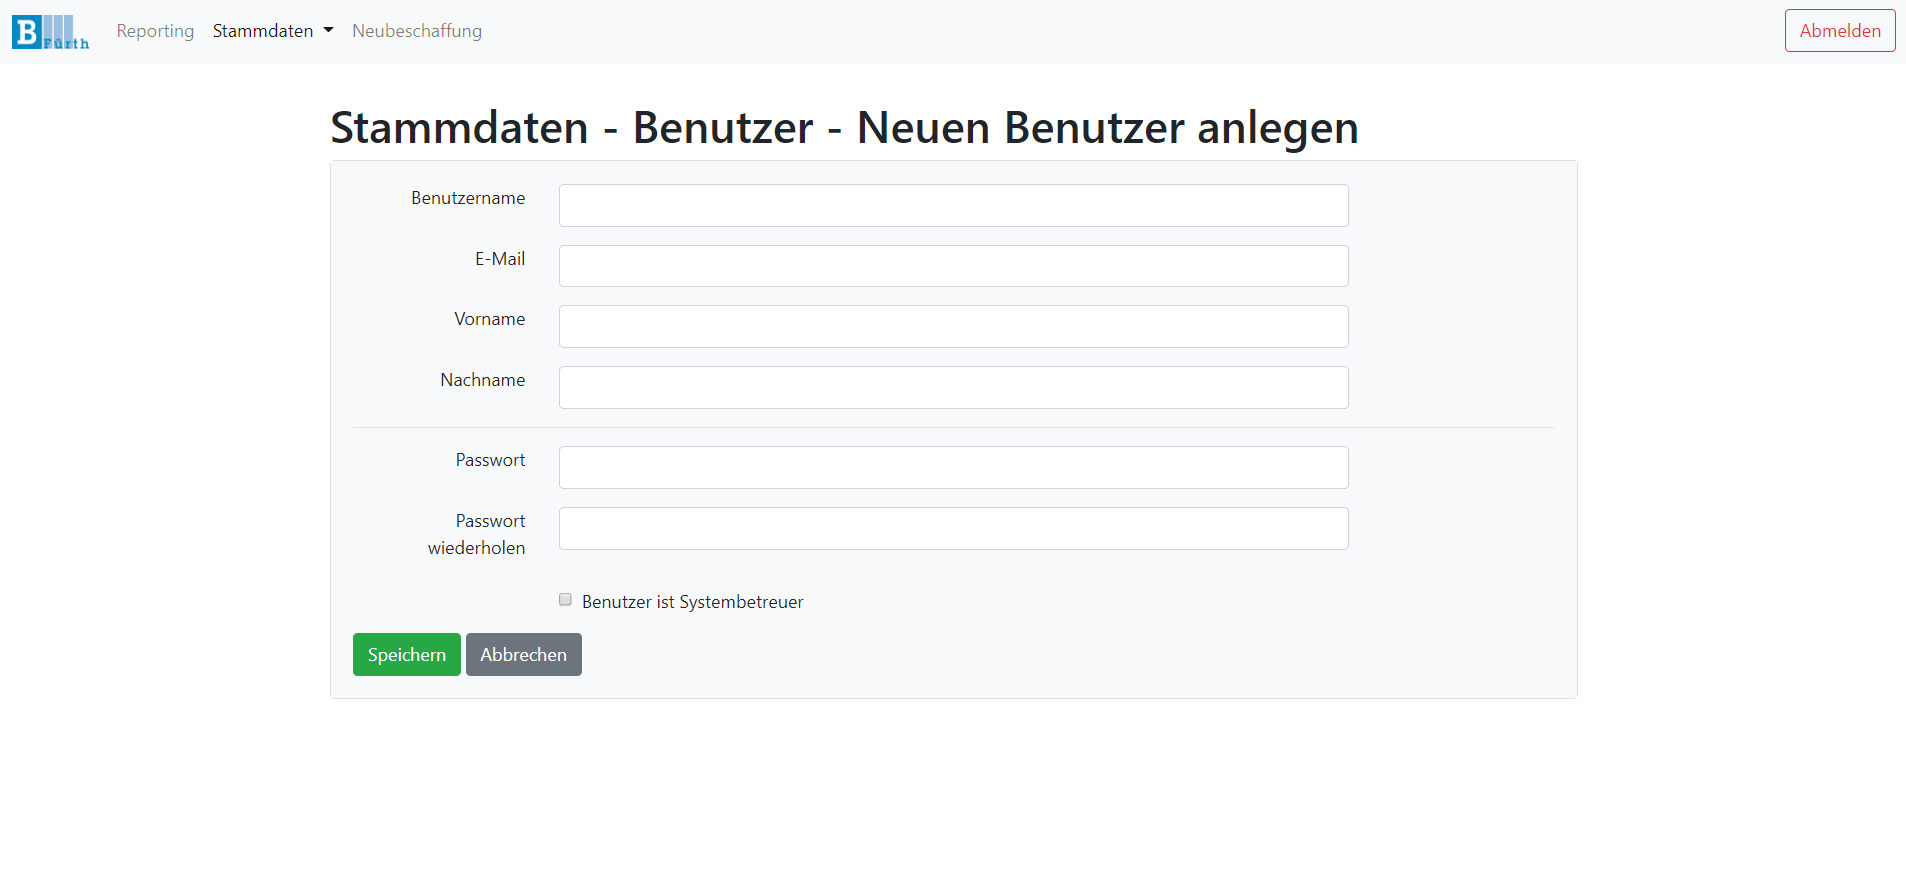 B Fürth
Reporting Stammdaten Neubeschaffung Abmelden
Stammdaten - Benutzer - Neuen Benutzer anlegen
Benutzername
E-Mail
Vorname
Nachname
Passwort
Passwort
wiederholen
Benutzer ist Systembetreuer
Speichern Abbrechen